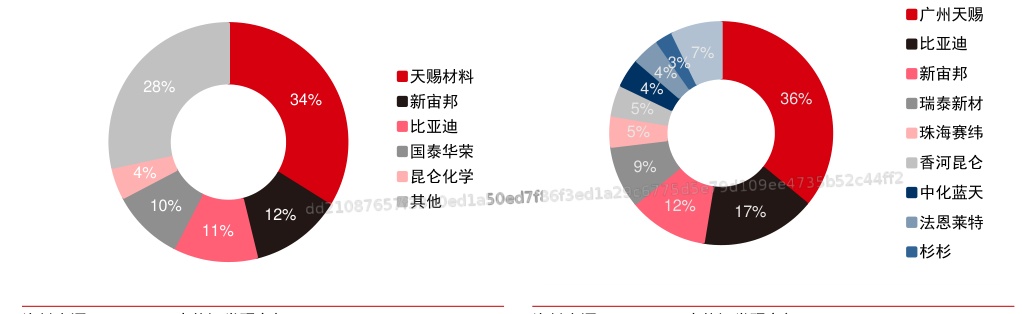 34%
12%
11%
10%
4%
28%
天赐材料
新宙邦
比亚迪
国泰华荣
昆仑化学
其他
36%
17%
12%
9%
5%
5%
4%
4%
3%
7%
广州天赐
比亚迪
新宙邦
瑞泰新材
珠海赛纬
香河昆仑
中化蓝天
法恩莱特
杉杉